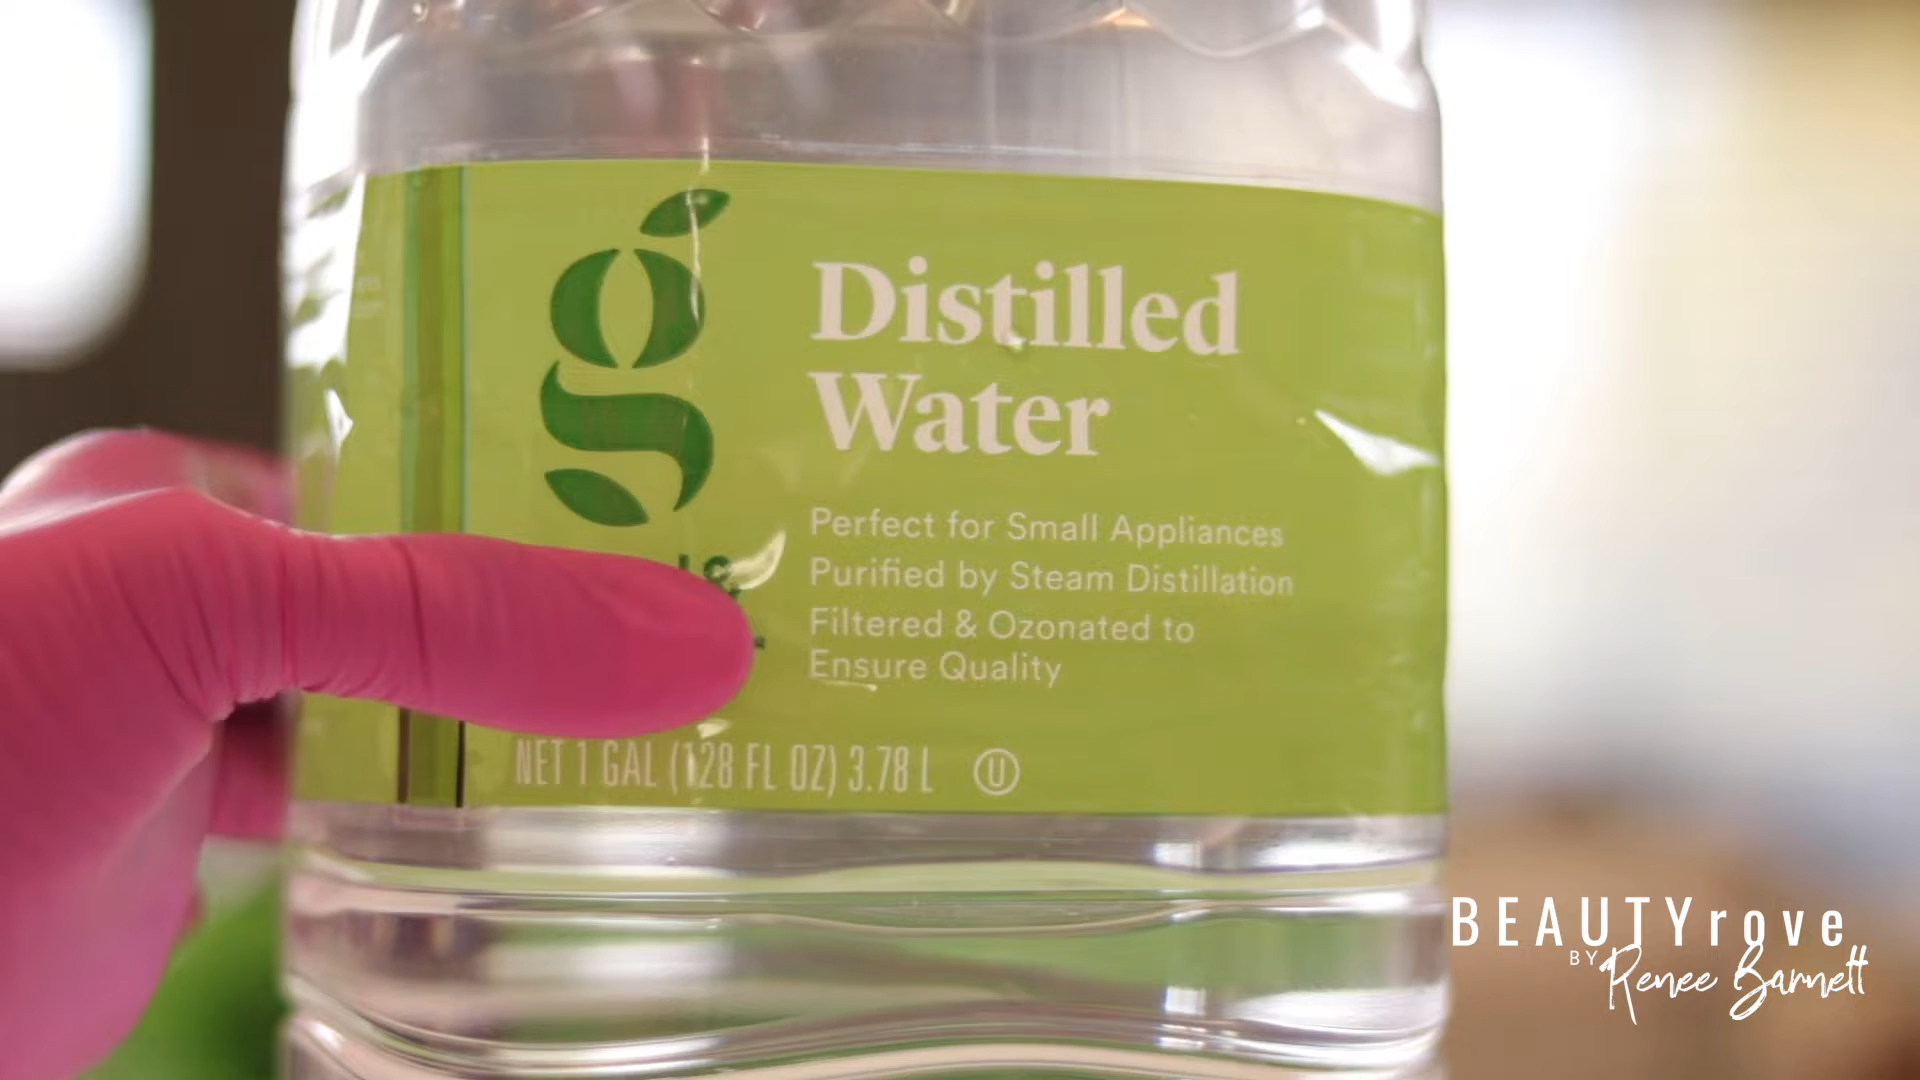 g
Distilled
Water
Perfect for Small Appliances
Purified by Steam Distillation
Filtered & Ozonated to
Ensure Quality
NET 1 GAL (128 FL OZ) 3.78 L U
BEAUTYrove
BY Renee Barnett